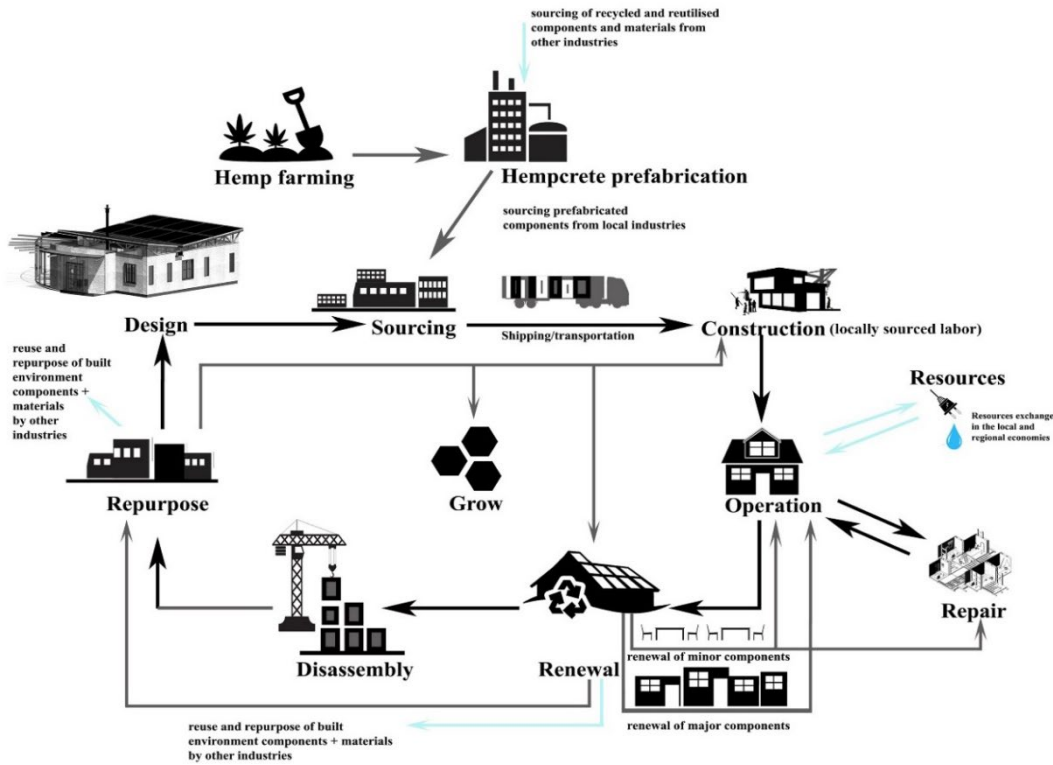 sourcing of recycled and reutilised
components and materials from
other industries
Hemp farming
Hempcrete prefabrication
sourcing prefabricated
components from local industries
Design
Sourcing
Shipping/transportation
Construction (locally sourced labor)
reuse and
repurpose of built
environment
components +
materials
by other
industries
Resources
Resources exchange
in the local and
regional economies
Repurpose
Grow
Operation
Repair
Disassembly
Renewal
renewal of minor components
renewal of major components
reuse and repurpose of built
environment components + materials
by other industries